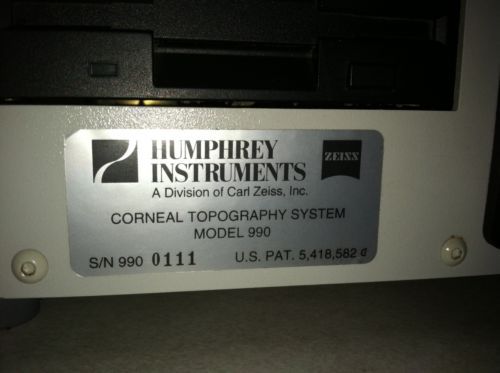 HUMPHREY
INSTRUMENTS
ZEISS
A Division of Carl Zeiss, Inc.
CORNEAL TOPOGRAPHY SYSTEM
MODEL 990
S/N 990 0111 U.S. PAT. 5,418,582